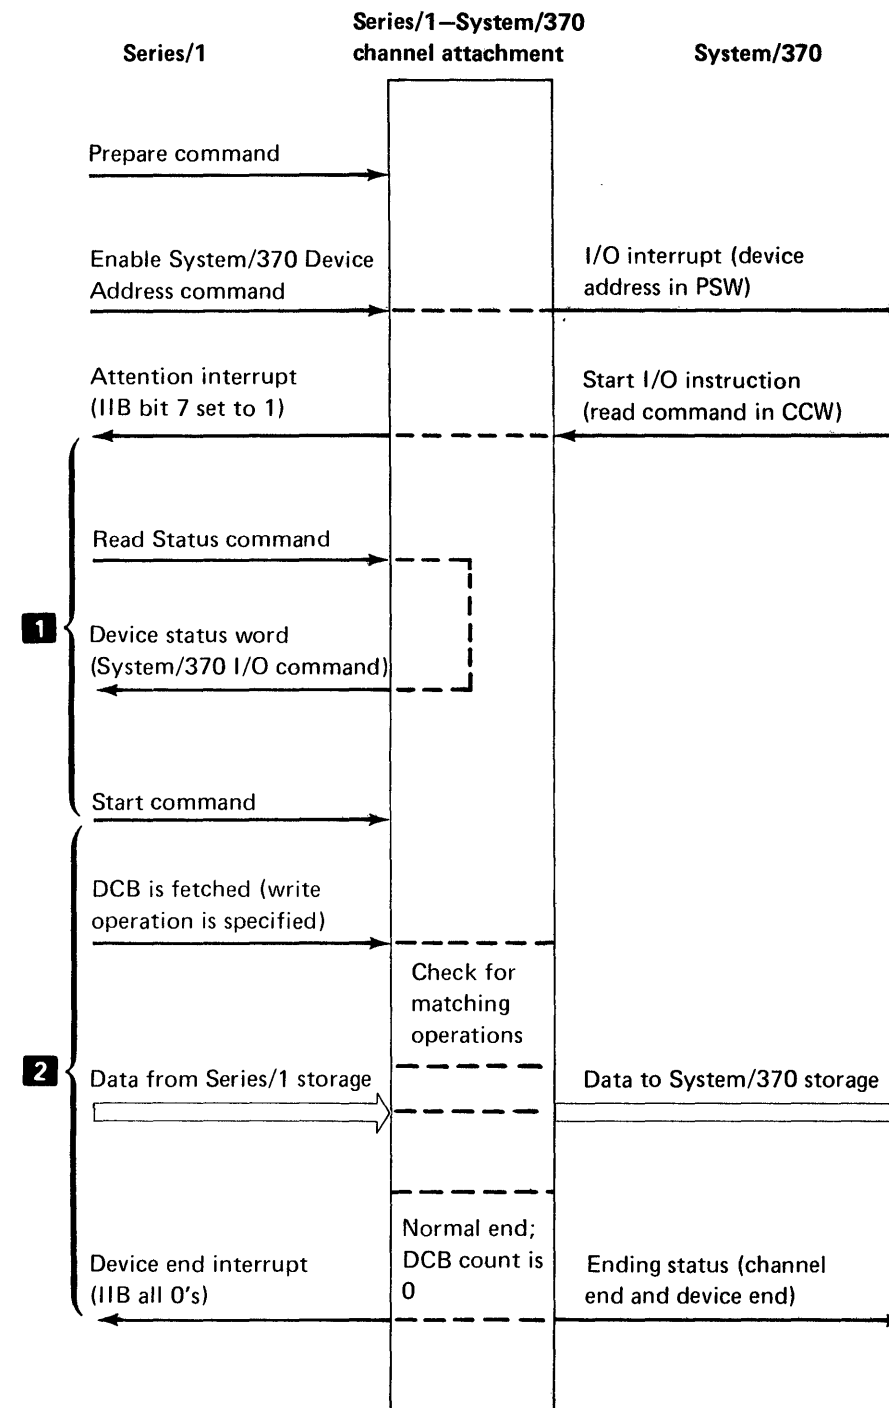 Series/1
Series/1—System/370
channel attachment
System/370
Prepare command
Enable System/370 Device
Address command
I/O interrupt (device
address in PSW)
Attention interrupt
(IIB bit 7 set to 1)
Start I/O instruction
(read command in CCW)
1
Read Status command
Device status word
(System/370 I/O command)
Start command
2
DCB is fetched (write
operation is specified)
Check for
matching
operations
Data from Series/1 storage
Data to System/370 storage
Normal end;
DCB count is
0
Device end interrupt
(IIB all 0's)
Ending status (channel
end and device end)